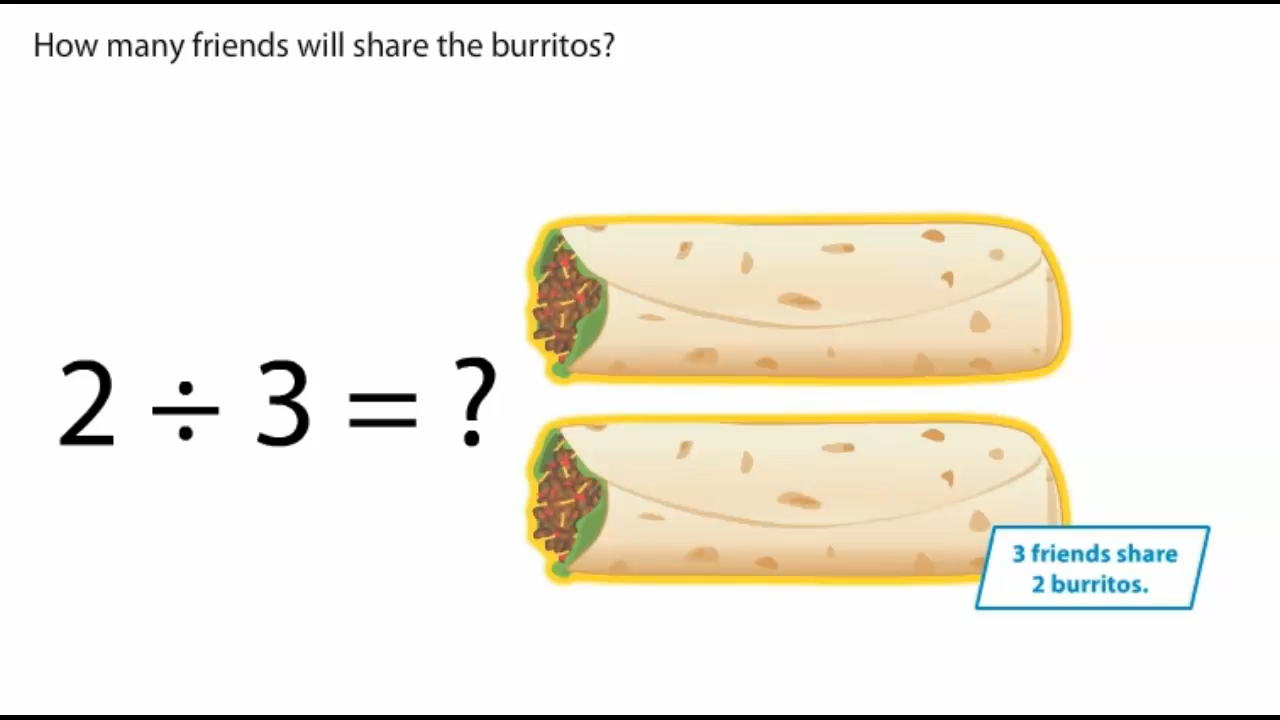 How many friends will share the burritos?
2 ÷ 3 = ?
3 friends share
2 burritos.